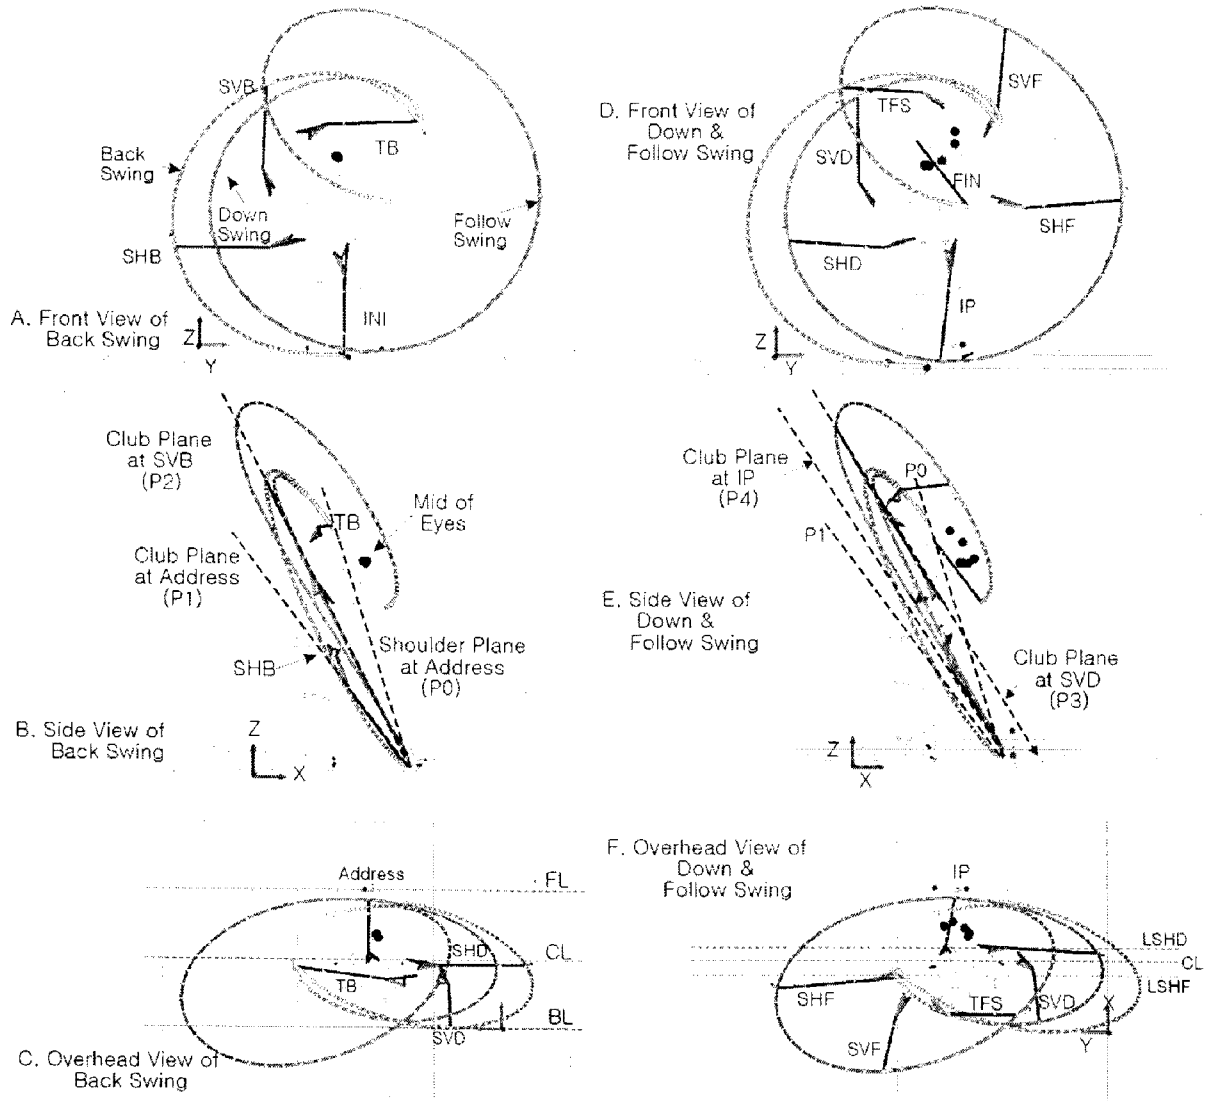 SVB
TB
Back
Swing
Down
Swing
Follow
Swing
SHB
INI
A. Front View of
Back Swing
Z
Y
D. Front View of
Down &
Follow Swing
SVF
TFS
SVD
FIN
SHF
SHD
IP
Z
Y
Club Plane
at SVB
(P2)
TB
Mid of
Eyes
Club Plane
at Address
(P1)
SHB
Shoulder Plane
at Address
(P0)
B. Side View of
Back Swing
Z
X
Club Plane
at IP
(P4)
P0
P1
E. Side View of
Down &
Follow Swing
Club Plane
at SVD
(P3)
Z
X
Address
FL
SHD
CL
TB
BL
SVD
C. Overhead View of
Back Swing
F. Overhead View of
Down &
Follow Swing
IP
LSHD
CL
LSHF
SHF
TFS
SVD
X
Y
SVF